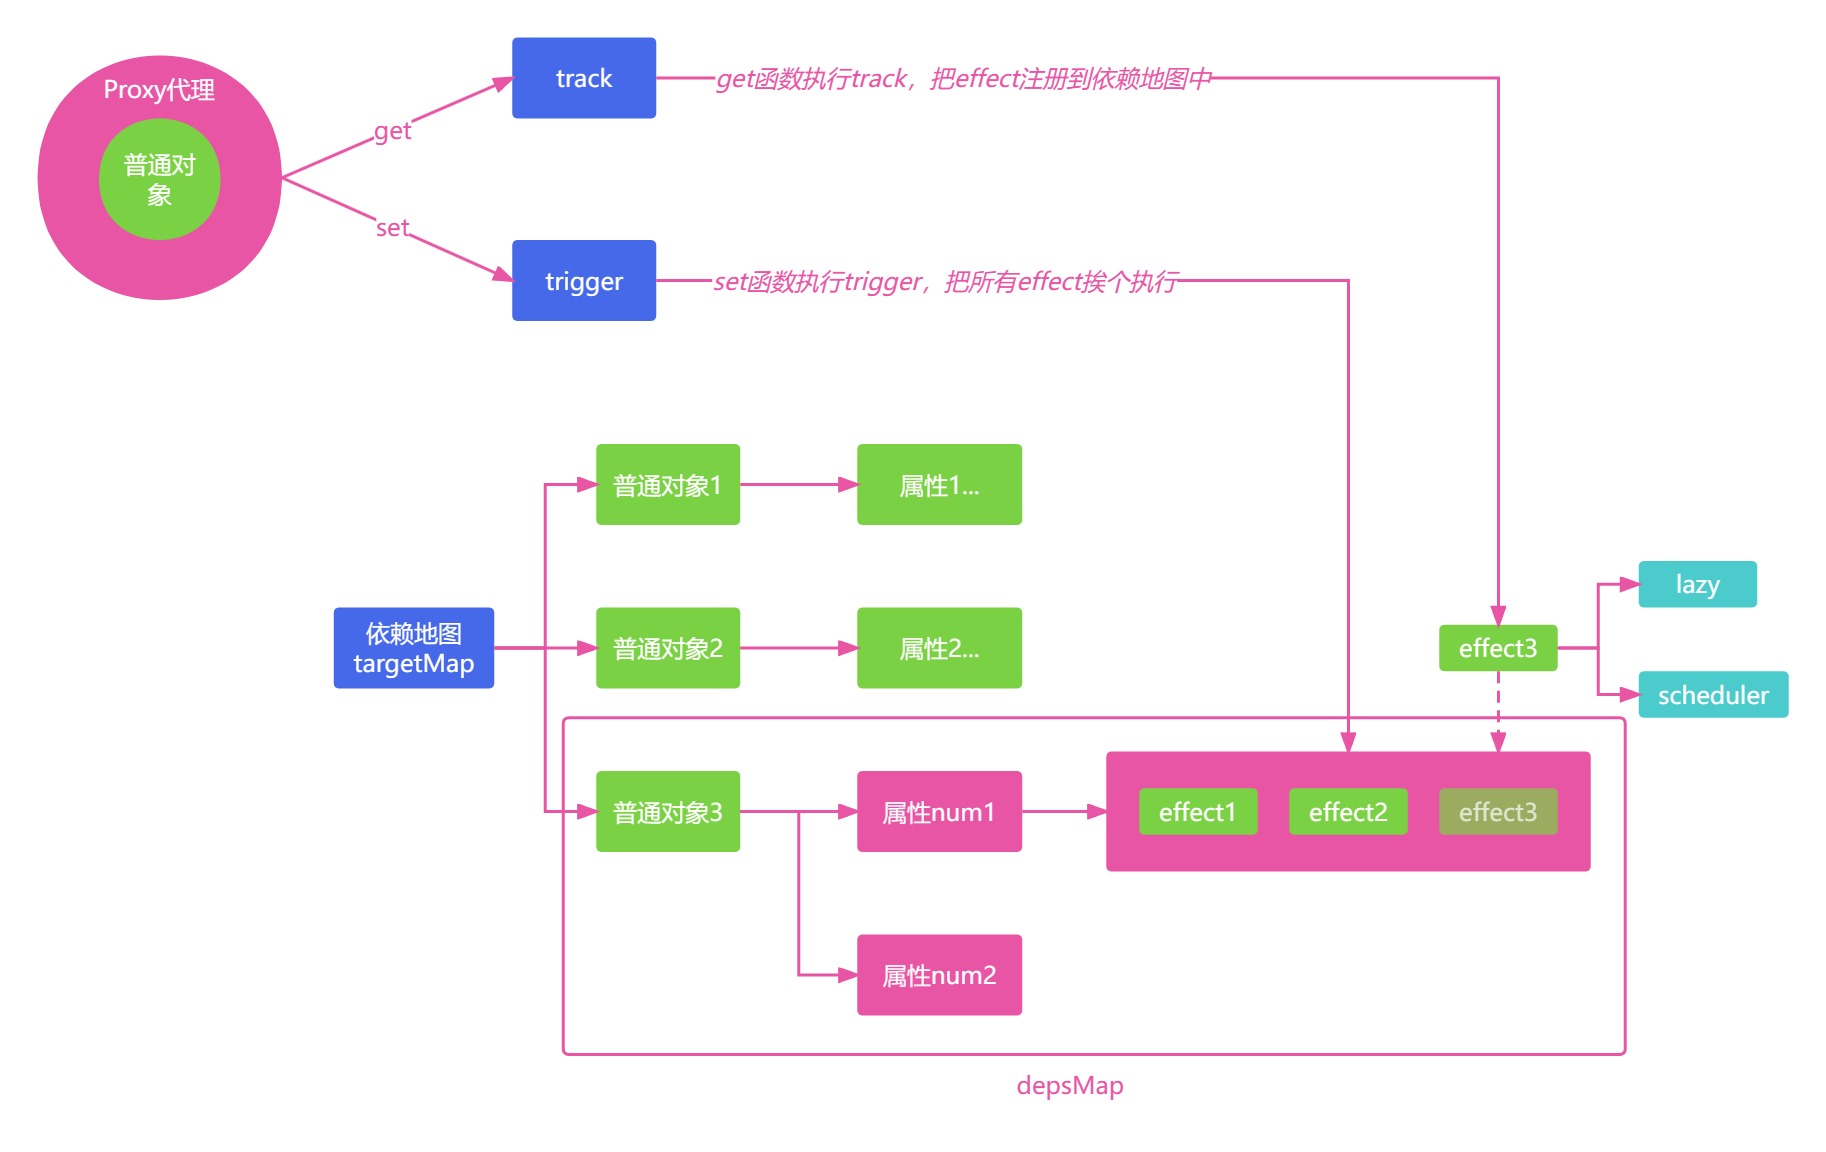 Proxy代理
普通对
象
get
set
track
get函数执行track，把effect注册到依赖地图中
trigger
set函数执行trigger，把所有effect挨个执行
依赖地图
targetMap
普通对象1
属性1...
普通对象2
属性2...
普通对象3
属性num1
effect1
effect2
effect3
属性num2
effect3
lazy
scheduler
depsMap